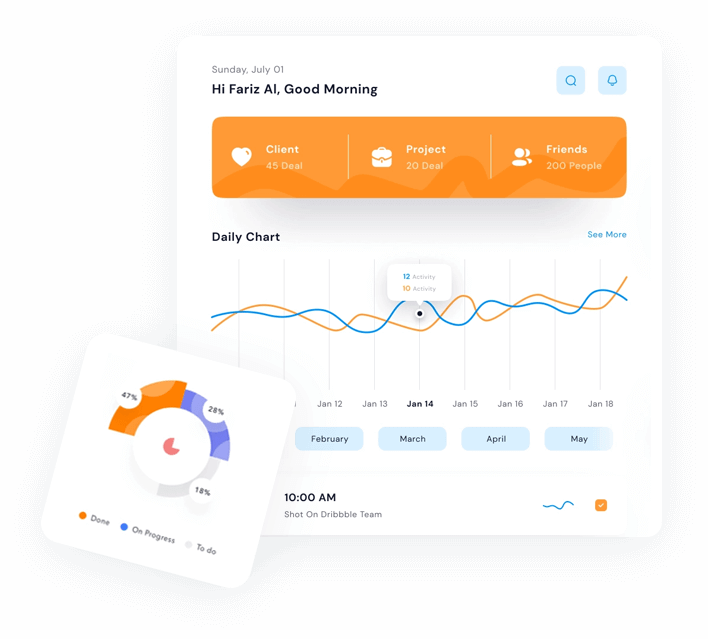 Sunday, July 01
Hi Fariz Al, Good Morning
Client
45 Deal
Project
20 Deal
Friends
200 People
Daily Chart
See More
12 Activity
10 Activity
Jan 12 Jan 13 Jan 14 Jan 15 Jan 16 Jan 17 Jan 18
February March April May
10:00 AM
Shot On Dribbble Team
47%
28%
18%
Done On Progress To do